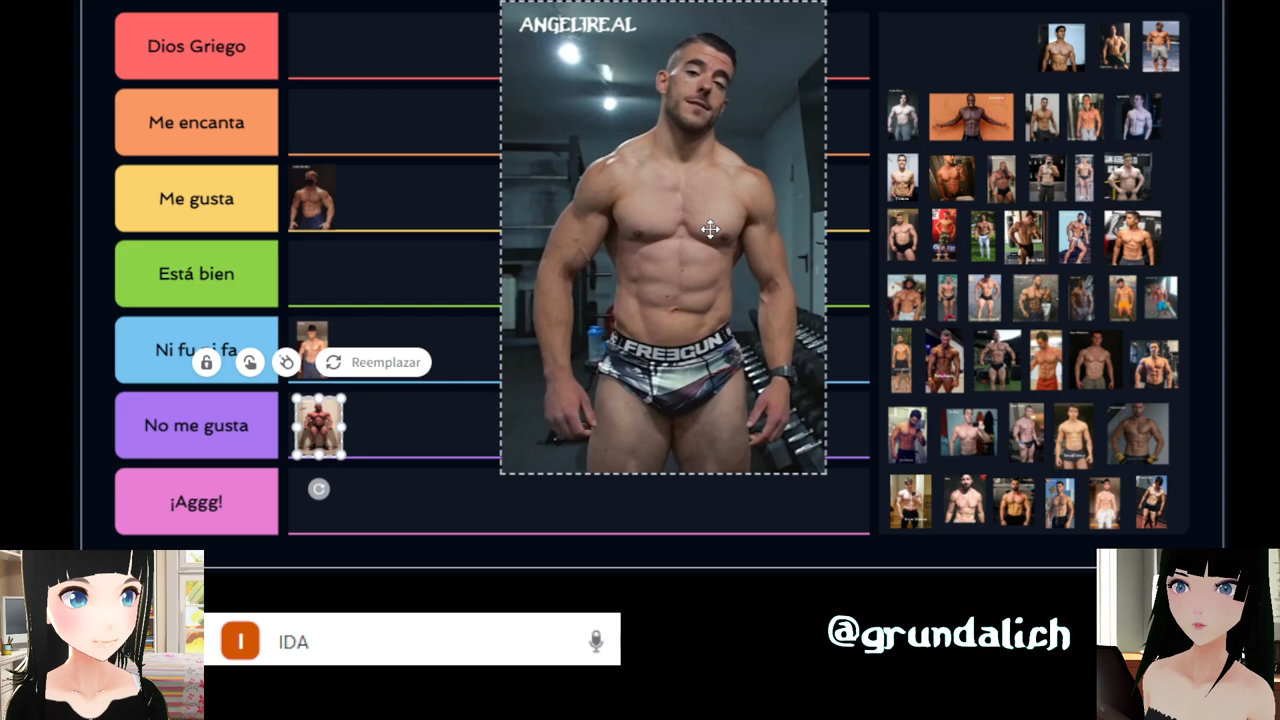 ANGEL1REAL
Dios Griego
Me encanta
Me gusta
Está bien
Ni fu ni fa
Reemplazar
FREEGUN
No me gusta
¡Aggg!
I IDA
@grundalich